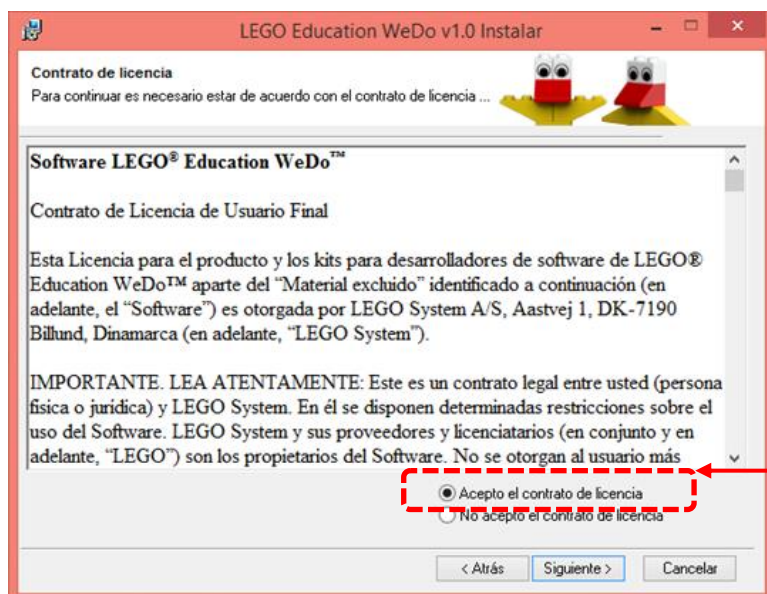 LEGO Education WeDo v1.0 Instalar
Contrato de licencia
Para continuar es necesario estar de acuerdo con el contrato de licencia ...
Software LEGO® Education WeDo™
Contrato de Licencia de Usuario Final
Esta Licencia para el producto y los kits para desarrolladores de software de LEGO®
Education WeDo™ aparte del “Material excluido” identificado a continuación (en
adelante, el “Software”) es otorgada por LEGO System A/S, Aastvej 1, DK-7190
Billund, Dinamarca (en adelante, “LEGO System”).
IMPORTANTE. LEA ATENTAMENTE: Este es un contrato legal entre usted (persona
física o jurídica) y LEGO System. En él se disponen determinadas restricciones sobre el
uso del Software. LEGO System y sus proveedores y licenciatarios (en conjunto y en
adelante, “LEGO”) son los propietarios del Software. No se otorgan al usuario más
Acepto el contrato de licencia
No acepto el contrato de licencia
< Atrás
Siguiente >
Cancelar